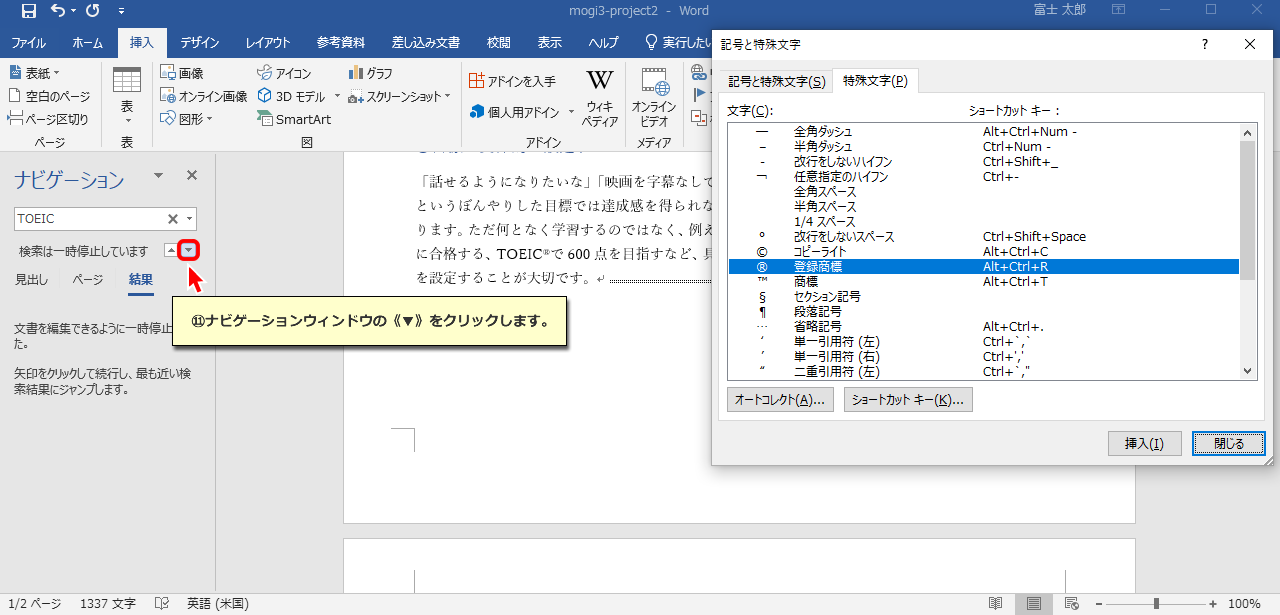 mogi3-project2 - Word
富士 太郎
ファイル ホーム 挿入 デザイン レイアウト 参考資料 差し込み文書 校閲 表示 ヘルプ 実行したい
表紙
空白のページ
ページ区切り
ページ
表
表
画像
オンライン画像
図形
アイコン
3D モデル
SmartArt
グラフ
スクリーンショット
図
アドインを入手
個人用アドイン
アドイン
ウィキ
ペディア
オンライン
ビデオ
メディア
ナビゲーション
TOEIC
検索は一時停止しています
見出し ページ 結果
文書を編集できるように一時停止
た。
矢印をクリックして続行し、最も近い検
索結果にジャンプします。
「話せるようになりたいな」「映画を字幕なしで
というぼんやりした目標では達成感を得られな
ります。ただ何となく学習するのではなく、例え
に合格する、TOEIC®で 600 点を目指すなど、具
を設定することが大切です。
⑪ナビゲーションウィンドウの《▼》をクリックします。
記号と特殊文字
?
記号と特殊文字(S) 特殊文字(P)
文字(C): ショートカット キー：
— 全角ダッシュ Alt+Ctrl+Num -
– 半角ダッシュ Ctrl+Num -
- 改行をしないハイフン Ctrl+Shift+_
¬ 任意指定のハイフン Ctrl+-
全角スペース
半角スペース
1/4 スペース
° 改行をしないスペース Ctrl+Shift+Space
© コピーライト Alt+Ctrl+C
® 登録商標 Alt+Ctrl+R
™ 商標 Alt+Ctrl+T
§ セクション記号
¶ 段落記号
… 省略記号 Alt+Ctrl+.
‘ 単一引用符 (左) Ctrl+`,`
’ 単一引用符 (右) Ctrl+','
“ 二重引用符 (左) Ctrl+`,"
オートコレクト(A)... ショートカット キー(K)...
挿入(I) 閉じる
1/2 ページ 1337 文字 英語 (米国) 100%